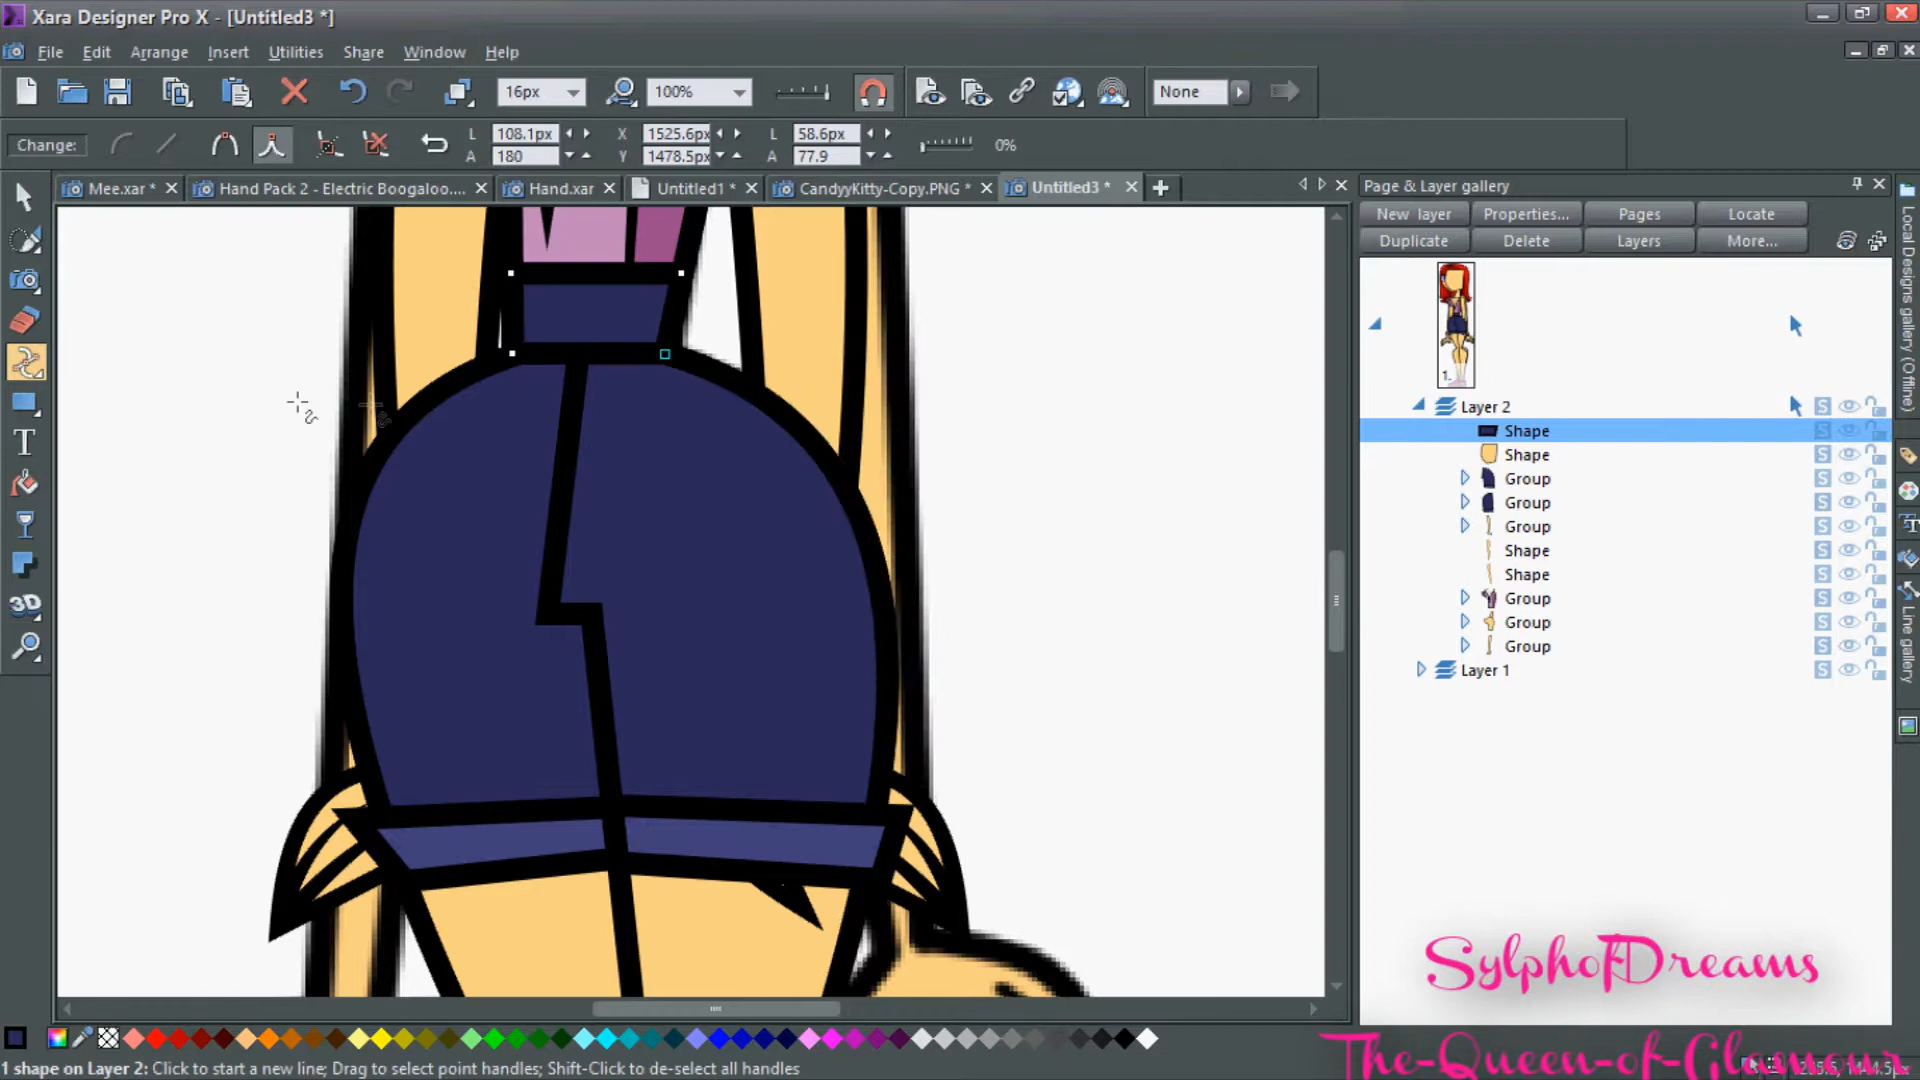 Xara Designer Pro X - [Untitled3 *]
File Edit Arrange Insert Utilities Share Window Help
16px 100% None
Change: L 108.1px X 1525.6px L 58.6px
A 180 Y 1478.5px A 77.9 0%
Mee.xar * Hand Pack 2 - Electric Boogaloo.... Hand.xar Untitled1 * CandyyKitty-Copy.PNG * Untitled3 *
Page & Layer gallery
New layer Properties... Pages Locate
Duplicate Delete Layers More...
1.
Layer 2
Shape
Shape
Group
Group
Group
Shape
Shape
Group
Group
Group
Layer 1
Local Designs gallery (Offline)
Line gallery
3D
SylphofDreams
The-Queen-of-Glamour
1 shape on Layer 2: Click to start a new line; Drag to select point handles; Shift-Click to de-select all handles